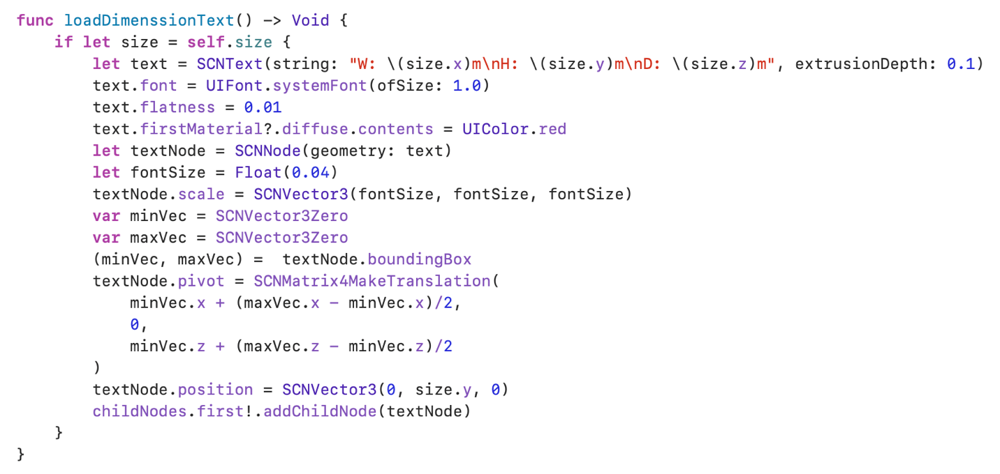 func loadDimenssionText() -> Void {
    if let size = self.size {
        let text = SCNText(string: "W: \(size.x)m\nH: \(size.y)m\nD: \(size.z)m", extrusionDepth: 0.1)
        text.font = UIFont.systemFont(ofSize: 1.0)
        text.flatness = 0.01
        text.firstMaterial?.diffuse.contents = UIColor.red
        let textNode = SCNNode(geometry: text)
        let fontSize = Float(0.04)
        textNode.scale = SCNVector3(fontSize, fontSize, fontSize)
        var minVec = SCNVector3Zero
        var maxVec = SCNVector3Zero
        (minVec, maxVec) =  textNode.boundingBox
        textNode.pivot = SCNMatrix4MakeTranslation(
            minVec.x + (maxVec.x - minVec.x)/2,
            0,
            minVec.z + (maxVec.z - minVec.z)/2
        )
        textNode.position = SCNVector3(0, size.y, 0)
        childNodes.first!.addChildNode(textNode)
    }
}